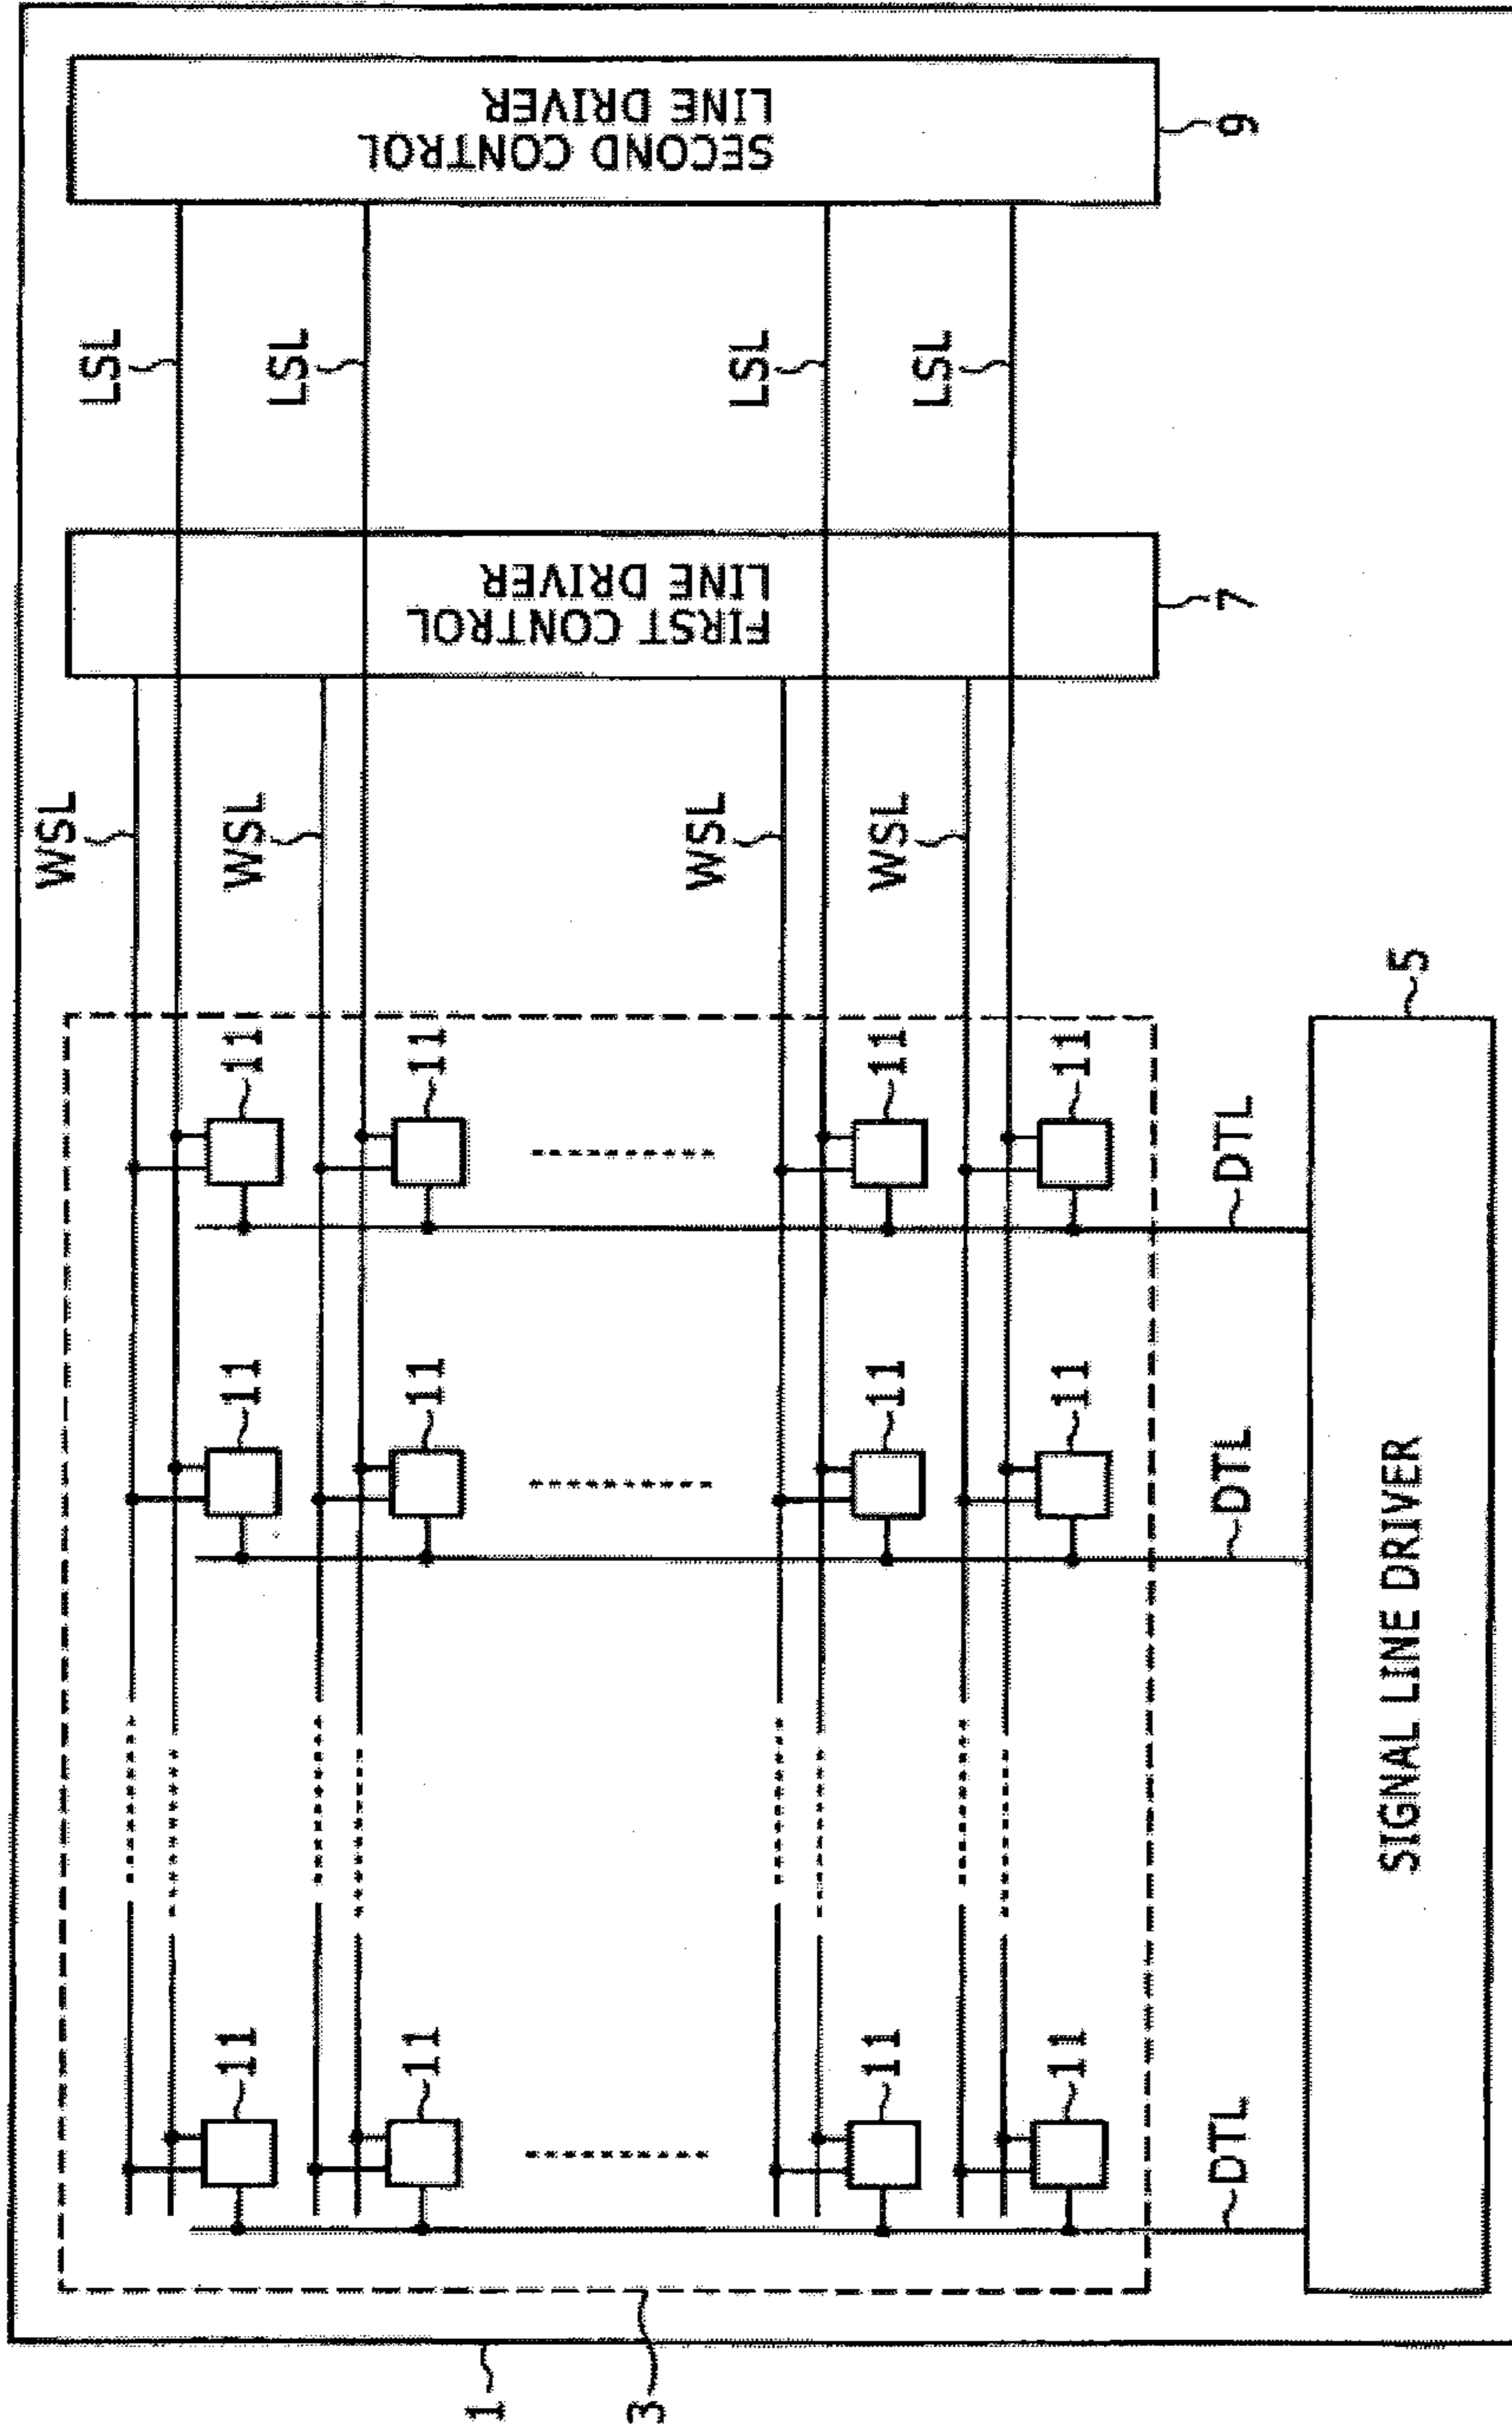 WSL
LSL
11
11
11
WSL
LSL
11
11
11
1
3
FIRST CONTROL
LINE DRIVER
SECOND CONTROL
LINE DRIVER
WSL
LSL
11
11
11
WSL
LSL
11
11
11
DTL
DTL
DTL
7
9
SIGNAL LINE DRIVER
5